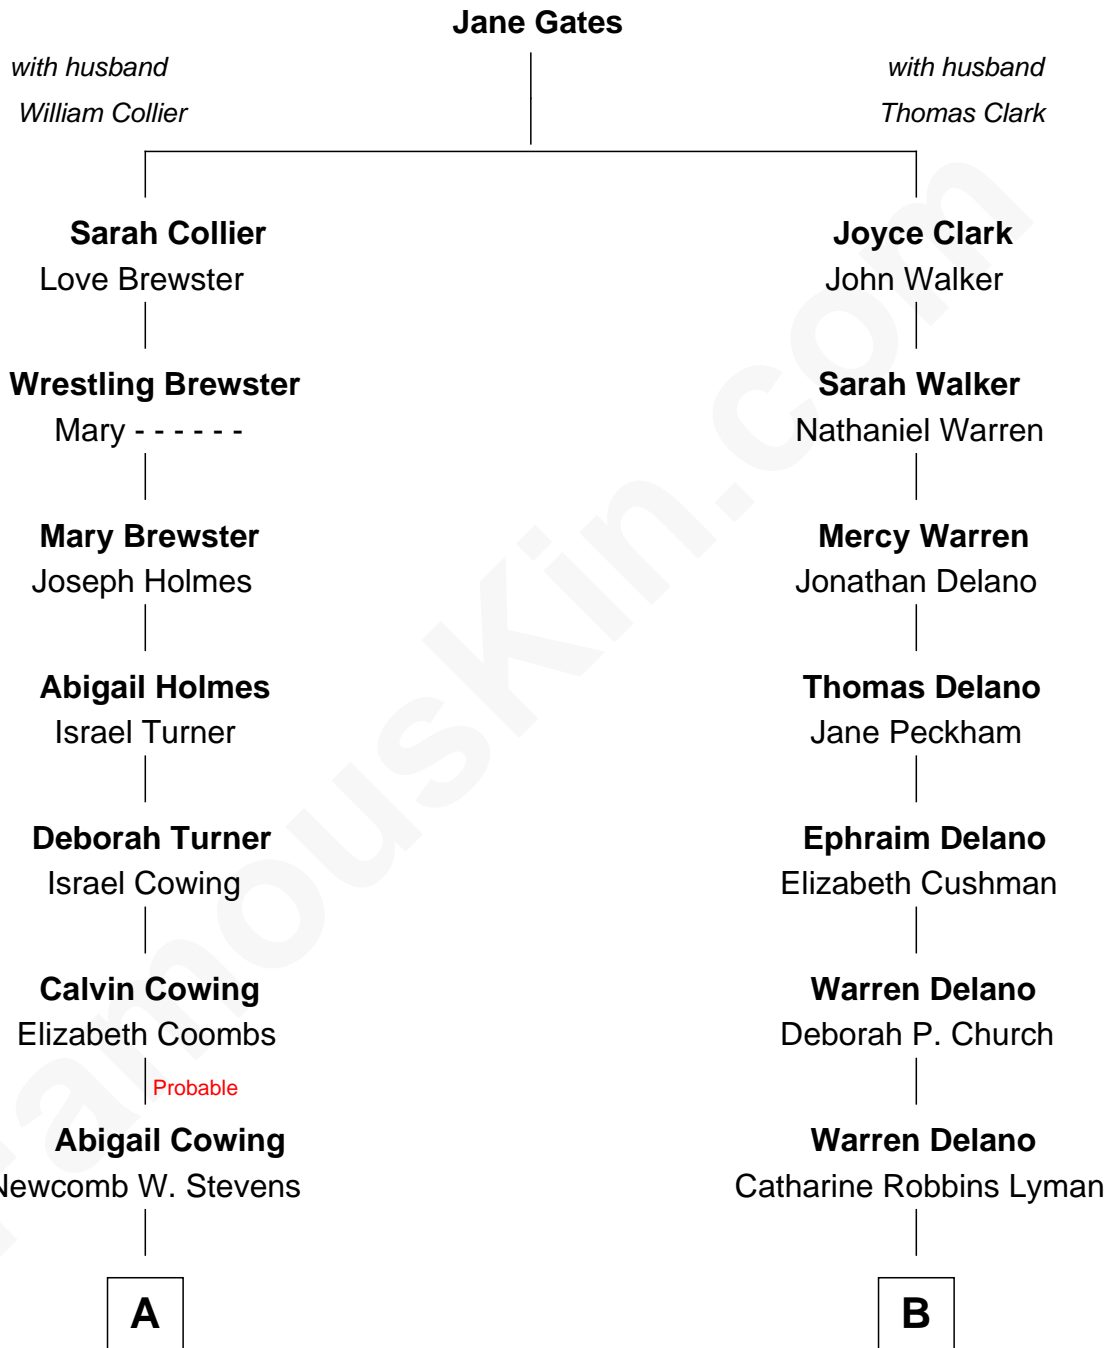 Jane Gates
with husband
William Collier
with husband
Thomas Clark
Sarah Collier
Love Brewster
Joyce Clark
John Walker
Wrestling Brewster
Mary - - - - - -
Sarah Walker
Nathaniel Warren
Mary Brewster
Joseph Holmes
Mercy Warren
Jonathan Delano
Abigail Holmes
Israel Turner
Thomas Delano
Jane Peckham
Deborah Turner
Israel Cowing
Ephraim Delano
Elizabeth Cushman
Calvin Cowing
Elizabeth Coombs
Warren Delano
Deborah P. Church
Probable
Abigail Cowing
Newcomb W. Stevens
Warren Delano
Catharine Robbins Lyman
A
B
FamousKin.com